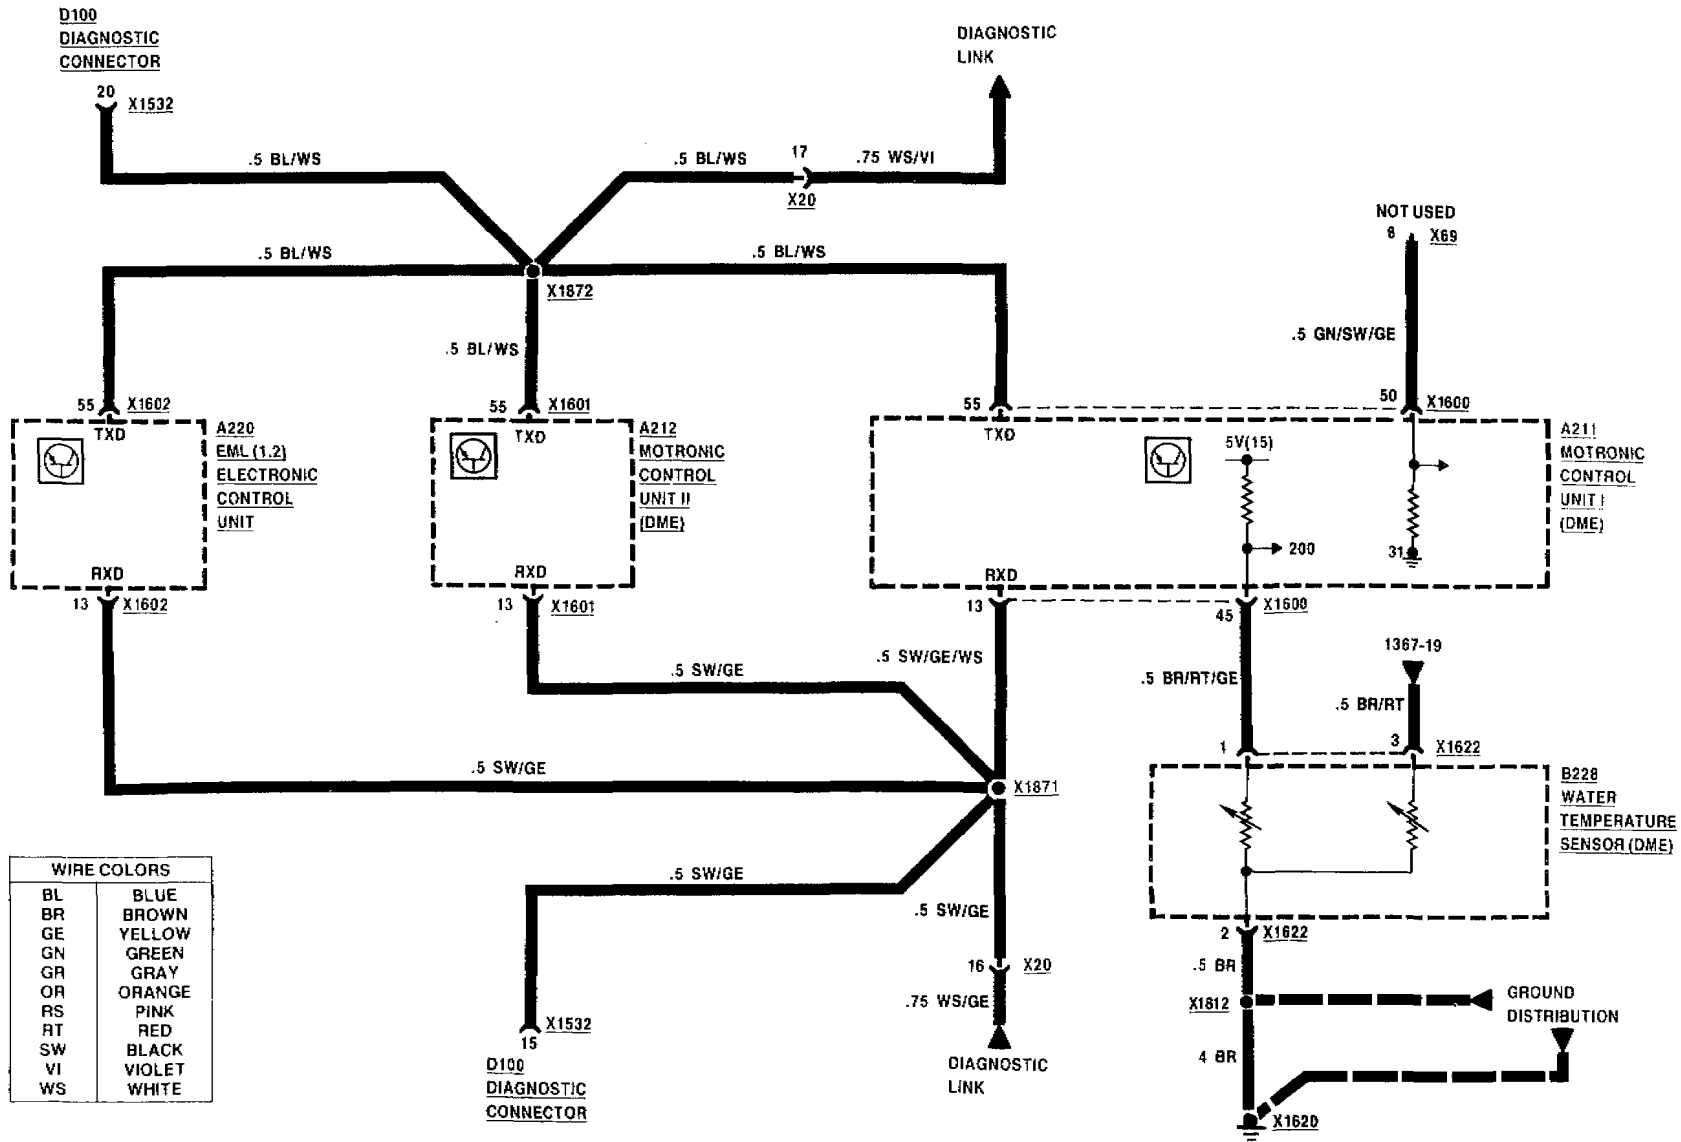 D100
DIAGNOSTIC
CONNECTOR
20
X1532
DIAGNOSTIC
LINK
.5 BL/WS
.5 BL/WS
17
X20
.75 WS/VI
NOT USED
6
X69
.5 BL/WS
.5 BL/WS
X1872
.5 BL/WS
.5 GN/SW/GE
55
X1602
TXD
A220
EML (1.2)
ELECTRONIC
CONTROL
UNIT
RXD
13
X1602
55
X1601
TXD
A212
MOTRONIC
CONTROL
UNIT II
(DME)
RXD
13
X1601
55
TXD
50
X1600
5V(15)
200
31
A211
MOTRONIC
CONTROL
UNIT I
(DME)
RXD
13
45
X1600
.5 SW/GE
.5 SW/GE/WS
.5 BR/RT/GE
1367-19
.5 BR/RT
1
3
X1622
.5 SW/GE
X1871
B228
WATER
TEMPERATURE
SENSOR (DME)
.5 SW/GE
.5 SW/GE
2
X1622
.5 BR
16
X20
.75 WS/GE
X1812
GROUND
DISTRIBUTION
X1532
15
D100
DIAGNOSTIC
CONNECTOR
DIAGNOSTIC
LINK
4 BR
X1620
WIRE COLORS
BL BLUE
BR BROWN
GE YELLOW
GN GREEN
GR GRAY
OR ORANGE
RS PINK
RT RED
SW BLACK
VI VIOLET
WS WHITE